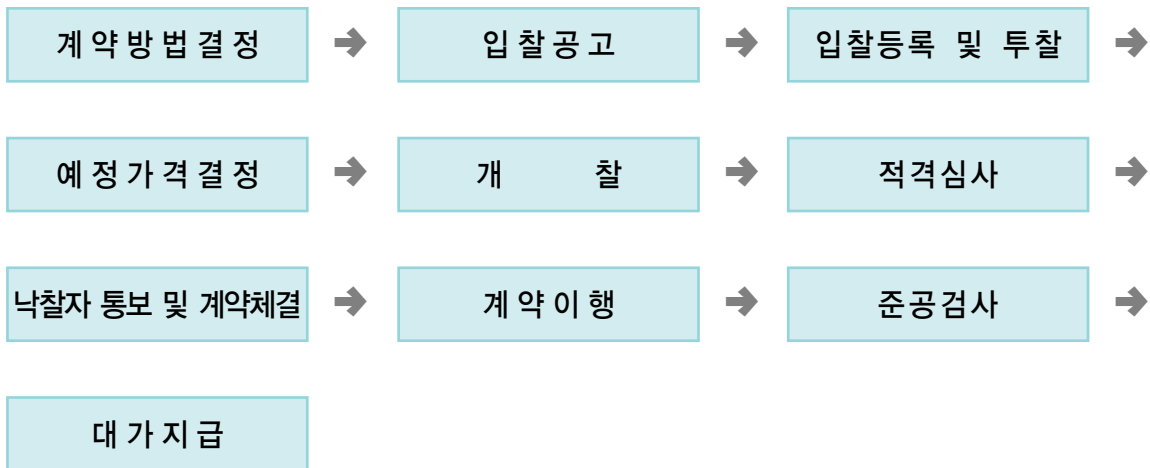 계약방법결정
입찰공고
입찰등록 및 투찰
예정가격결정
개 찰
적격심사
낙찰자 통보 및 계약체결
계약이행
준공검사
대가지급